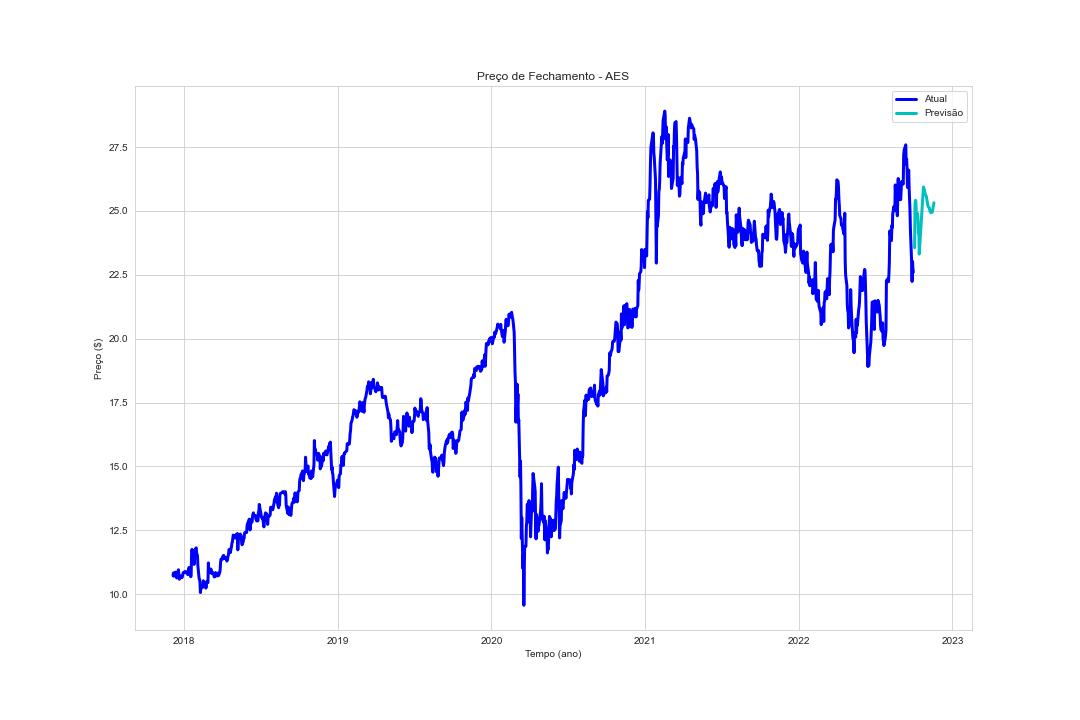 Preço de Fechamento - AES
Atual
Previsão
27.5
25.0
22.5
20.0
17.5
15.0
12.5
10.0
Preço ($)
2018 2019 2020 2021 2022 2023
Tempo (ano)